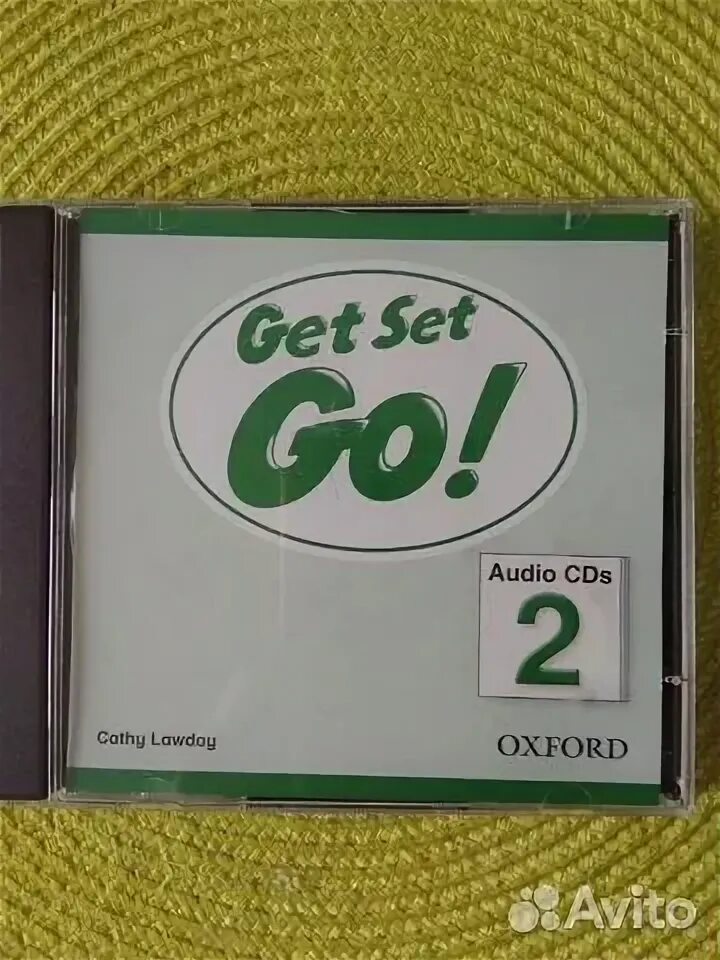 Get Set
Go!
Audio CDs
2
Cathy Lawday
OXFORD
Avito